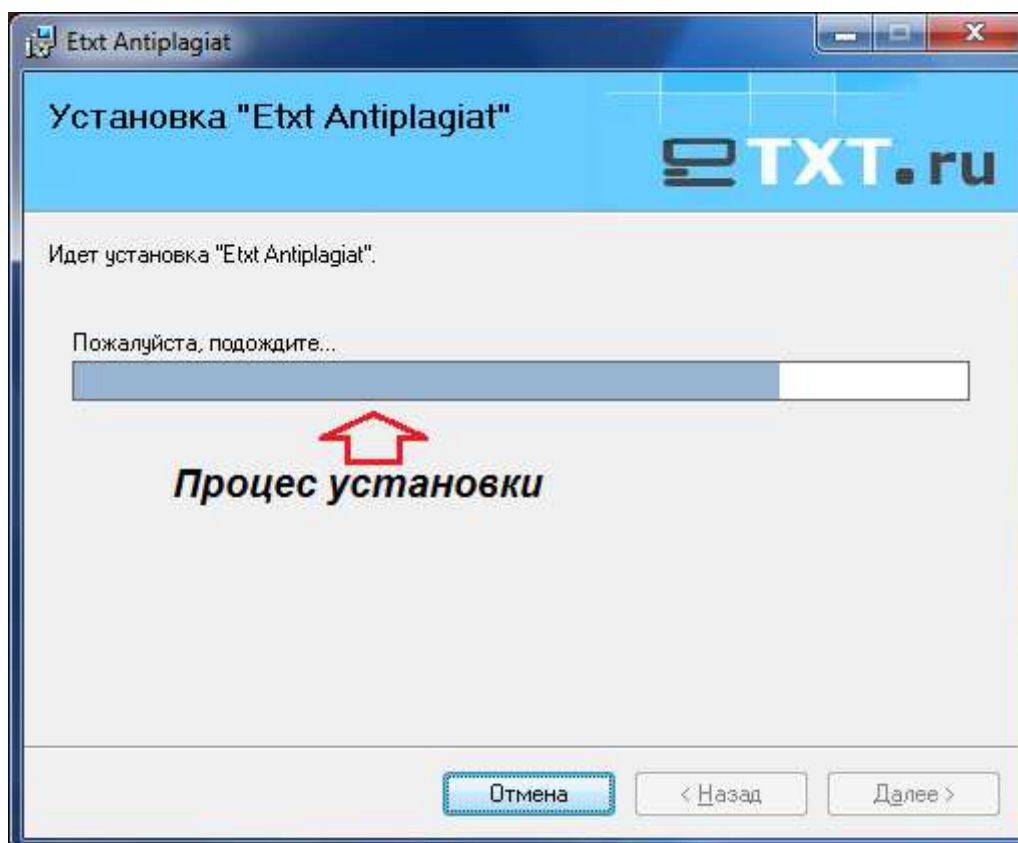 Etxt Antiplagiat
Установка "Etxt Antiplagiat"
eTXT.ru
Идет установка "Etxt Antiplagiat".
Пожалуйста, подождите...
Процес установки
Отмена
< Назад
Далее >